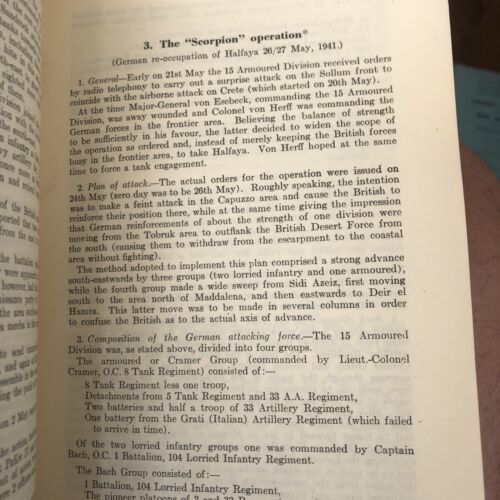 3. The "Scorpion" operation*
(German re-occupation of Halfaya 26/27 May, 1941.)
1. General—Early on 21st May the 15 Armoured Division received orders
by radio telephony to carry out a surprise attack on the Sollum front to
coincide with the airborne attack on Crete (which started on 20th May).
At the time Major-General von Esebeck, commanding the 15 Armoured
Division, was away wounded and Colonel von Herff was commanding the
German forces in the frontier area. Believing the balance of strength
to be sufficiently in his favour, the latter decided to widen the scope of
the operation as ordered and, instead of merely keeping the British forces
busy in the frontier area, to take Halfaya. Von Herff hoped at the same
time to force a tank engagement.
2. Plan of attack.—The actual orders for the operation were issued on
24th May (zero day was to be 26th May). Roughly speaking, the intention
was to make a feint attack in the Capuzzo area and cause the British to
reinforce their position there, while at the same time giving the impression
that German reinforcements of about the strength of one division were
moving from the Tobruk area to outflank the British Desert Force from
the south (causing them to withdraw from the escarpment to the coastal
area without fighting).
The method adopted to implement this plan comprised a strong advance
south-eastwards by three groups (two lorried infantry and one armoured),
while the fourth group made a wide sweep from Sidi Azeiz, first moving
south to the area north of Maddalena, and then eastwards to Deir el
Hamra. This latter move was to be made in several columns in order
to confuse the British as to the actual axis of advance.
3. Composition of the German attacking force.—The 15 Armoured
Division was, as stated above, divided into four groups.
The armoured or Cramer Group (commanded by Lieut.-Colonel
Cramer, O.C. 8 Tank Regiment) consisted of:—
8 Tank Regiment less one troop,
Detachments from 5 Tank Regiment and 33 A.A. Regiment,
Two batteries and half a troop of 33 Artillery Regiment,
One battery from the Grati (Italian) Artillery Regiment (which failed
to arrive in time).
Of the two lorried infantry groups one was commanded by Captain
Bach, O.C. 1 Battalion, 104 Lorried Infantry Regiment.
The Bach Group consisted of:—
1 Battalion, 104 Lorried Infantry Regiment,
The pioneer platoons of